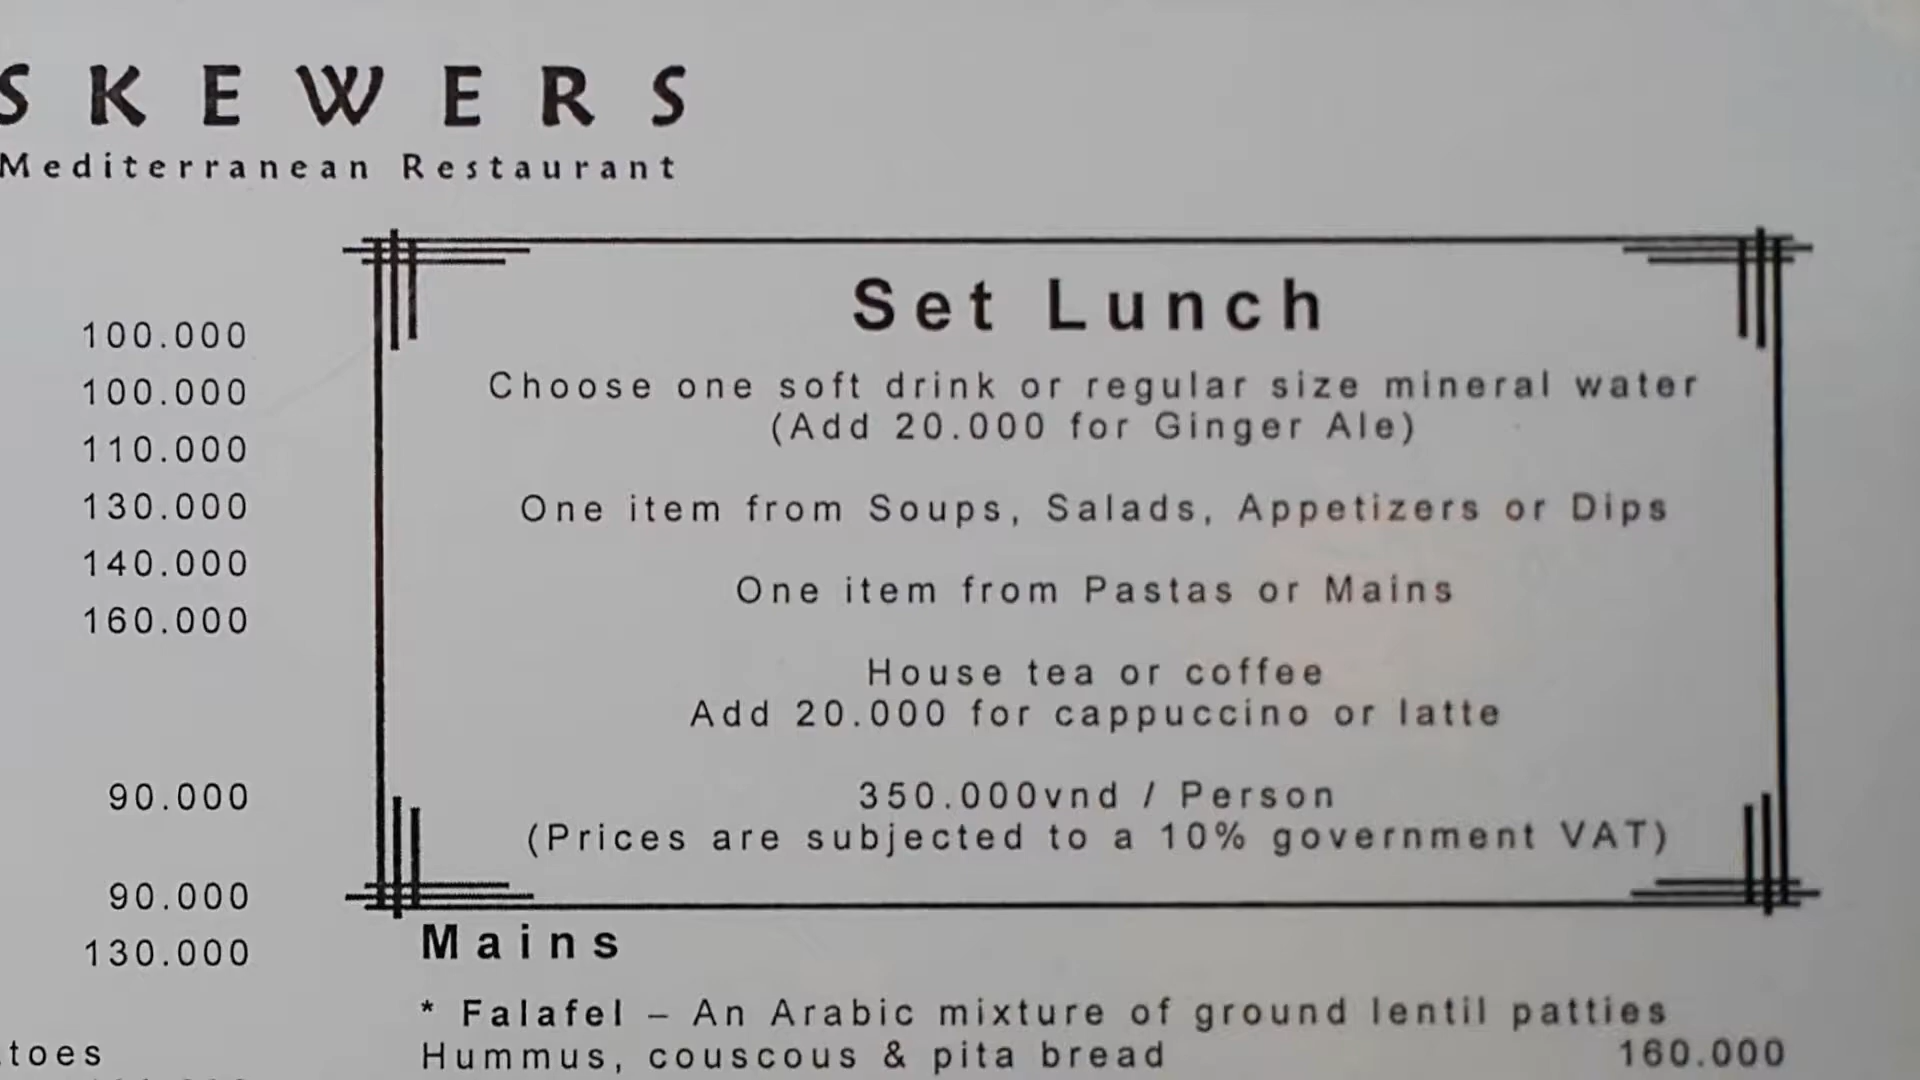 SKEWERS
Mediterranean Restaurant
100.000
100.000
110.000
130.000
140.000
160.000
90.000
90.000
130.000
toes
Set Lunch
Choose one soft drink or regular size mineral water
(Add 20.000 for Ginger Ale)
One item from Soups, Salads, Appetizers or Dips
One item from Pastas or Mains
House tea or coffee
Add 20.000 for cappuccino or latte
350.000vnd / Person
(Prices are subjected to a 10% government VAT)
Mains
* Falafel – An Arabic mixture of ground lentil patties
Hummus, couscous & pita bread 160.000